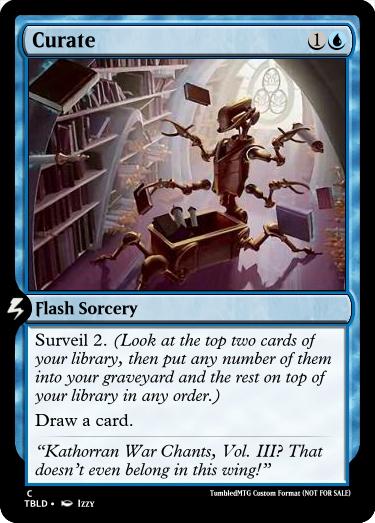 Curate 1
Flash Sorcery
Surveil 2. (Look at the top two cards of
your library, then put any number of them
into your graveyard and the rest on top of
your library in any order.)
Draw a card.
“Kathorran War Chants, Vol. III? That
doesn’t even belong in this wing!”
C
TBLD • Izzy
TumbledMTG Custom Format (NOT FOR SALE)